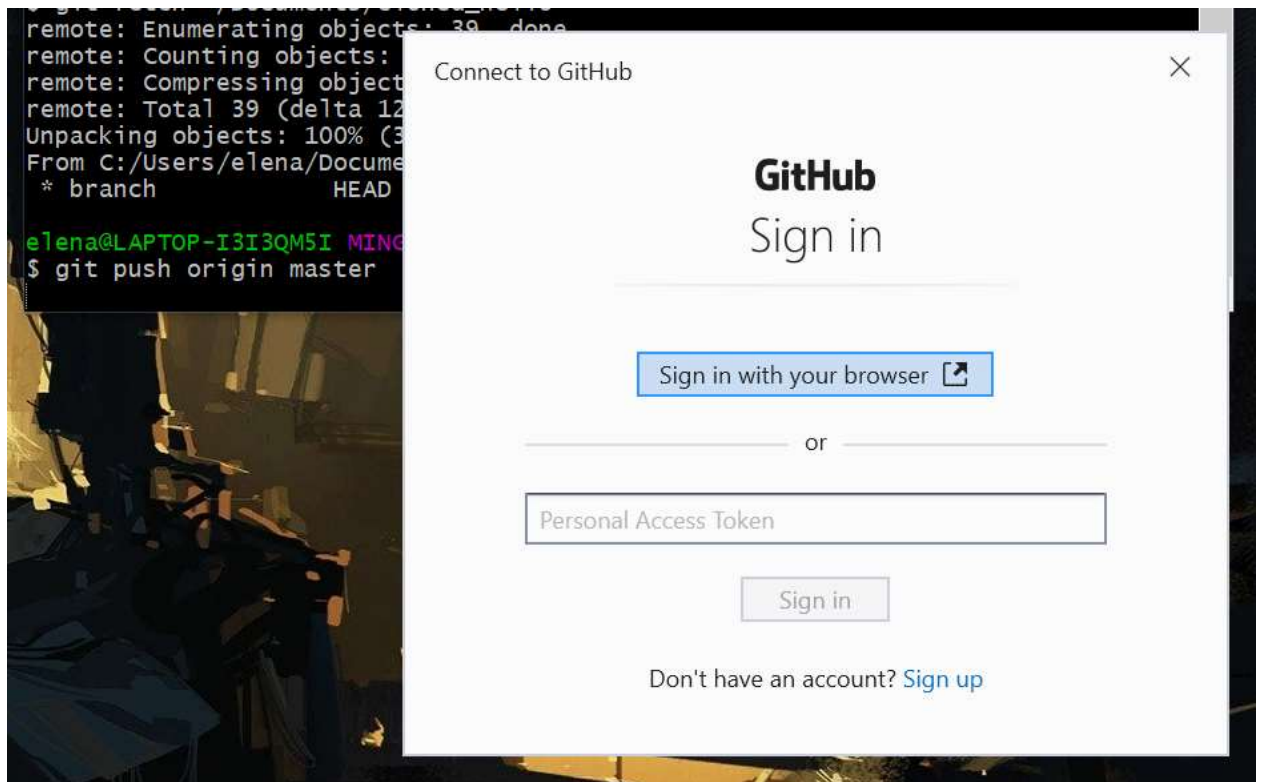 remote: Enumerating objects: 39, done
remote: Counting objects:
remote: Compressing object
remote: Total 39 (delta 12
Unpacking objects: 100% (3
From C:/Users/elena/Docume
* branch HEAD
elena@LAPTOP-I3I3QM5I MING
$ git push origin master
Connect to GitHub
GitHub
Sign in
Sign in with your browser
or
Personal Access Token
Sign in
Don't have an account? Sign up